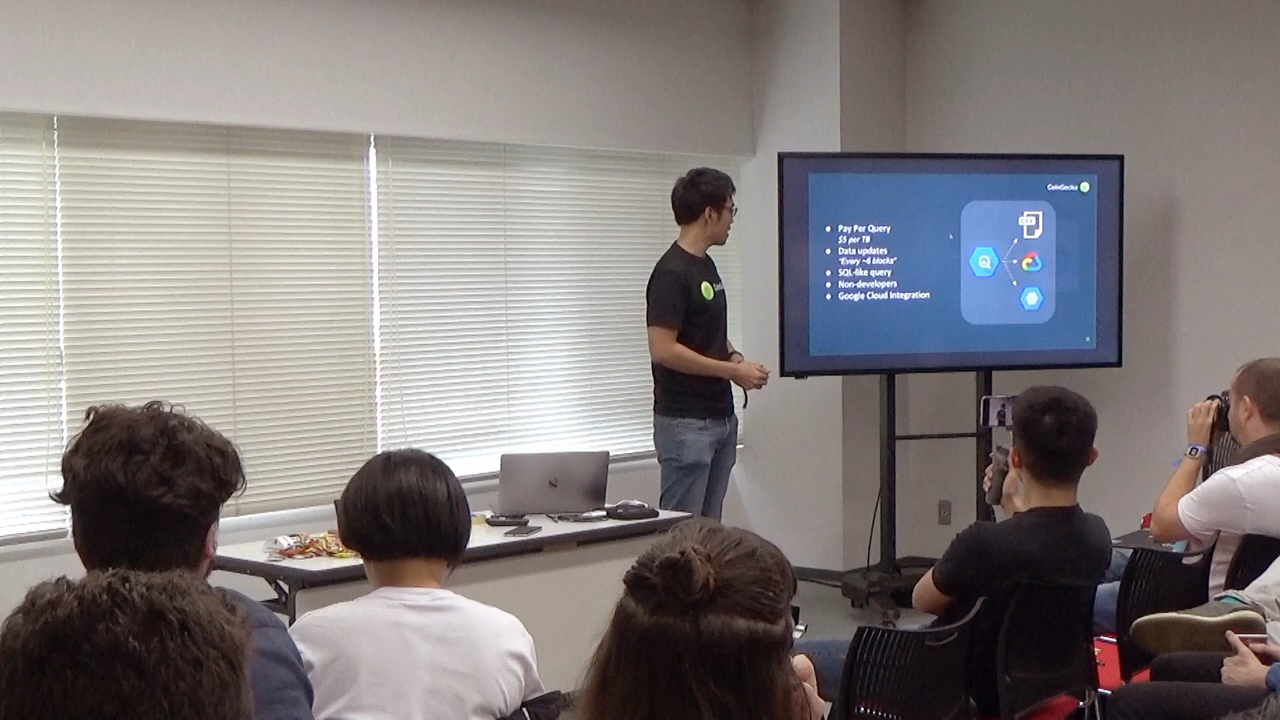 CoinGecko
Pay Per Query
$5 per TB
Data updates
"Every ~6 blocks"
SQL-like query
Non-developers
Google Cloud Integration
CSV